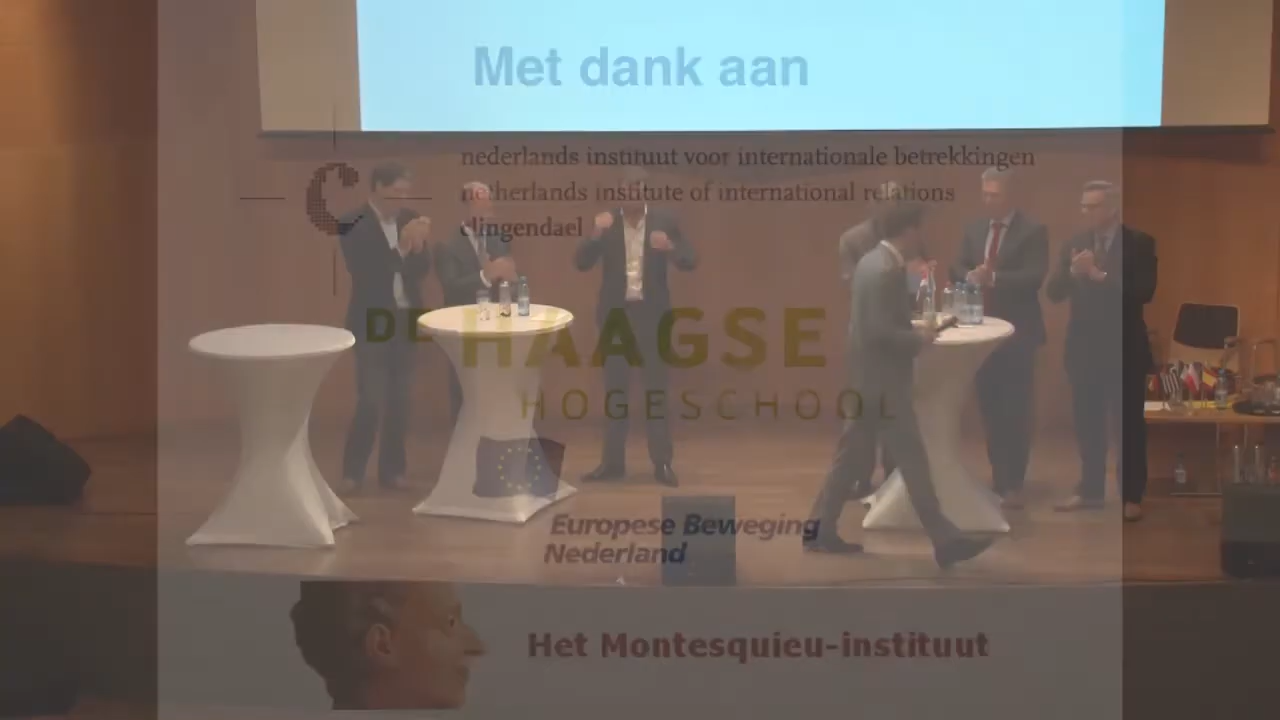 Met dank aan
nederlands instituut voor internationale betrekkingen
netherlands institute of international relations
clingendael
DE HAAGSE
HOGESCHOOL
Europese Beweging
Nederland
Het Montesquieu-instituut